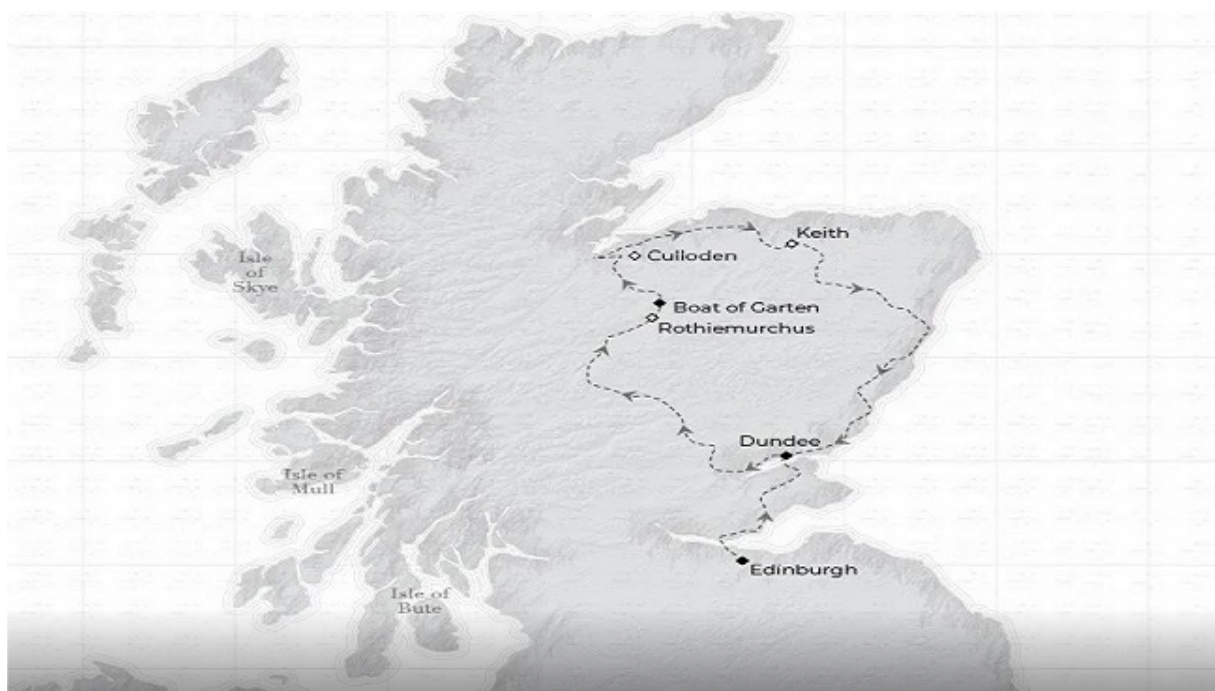 Keith
Culloden
Isle
of
Skye
Boat of Garten
Rothiemurchus
Dundee
Isle of
Mull
Edinburgh
Isle of
Bute